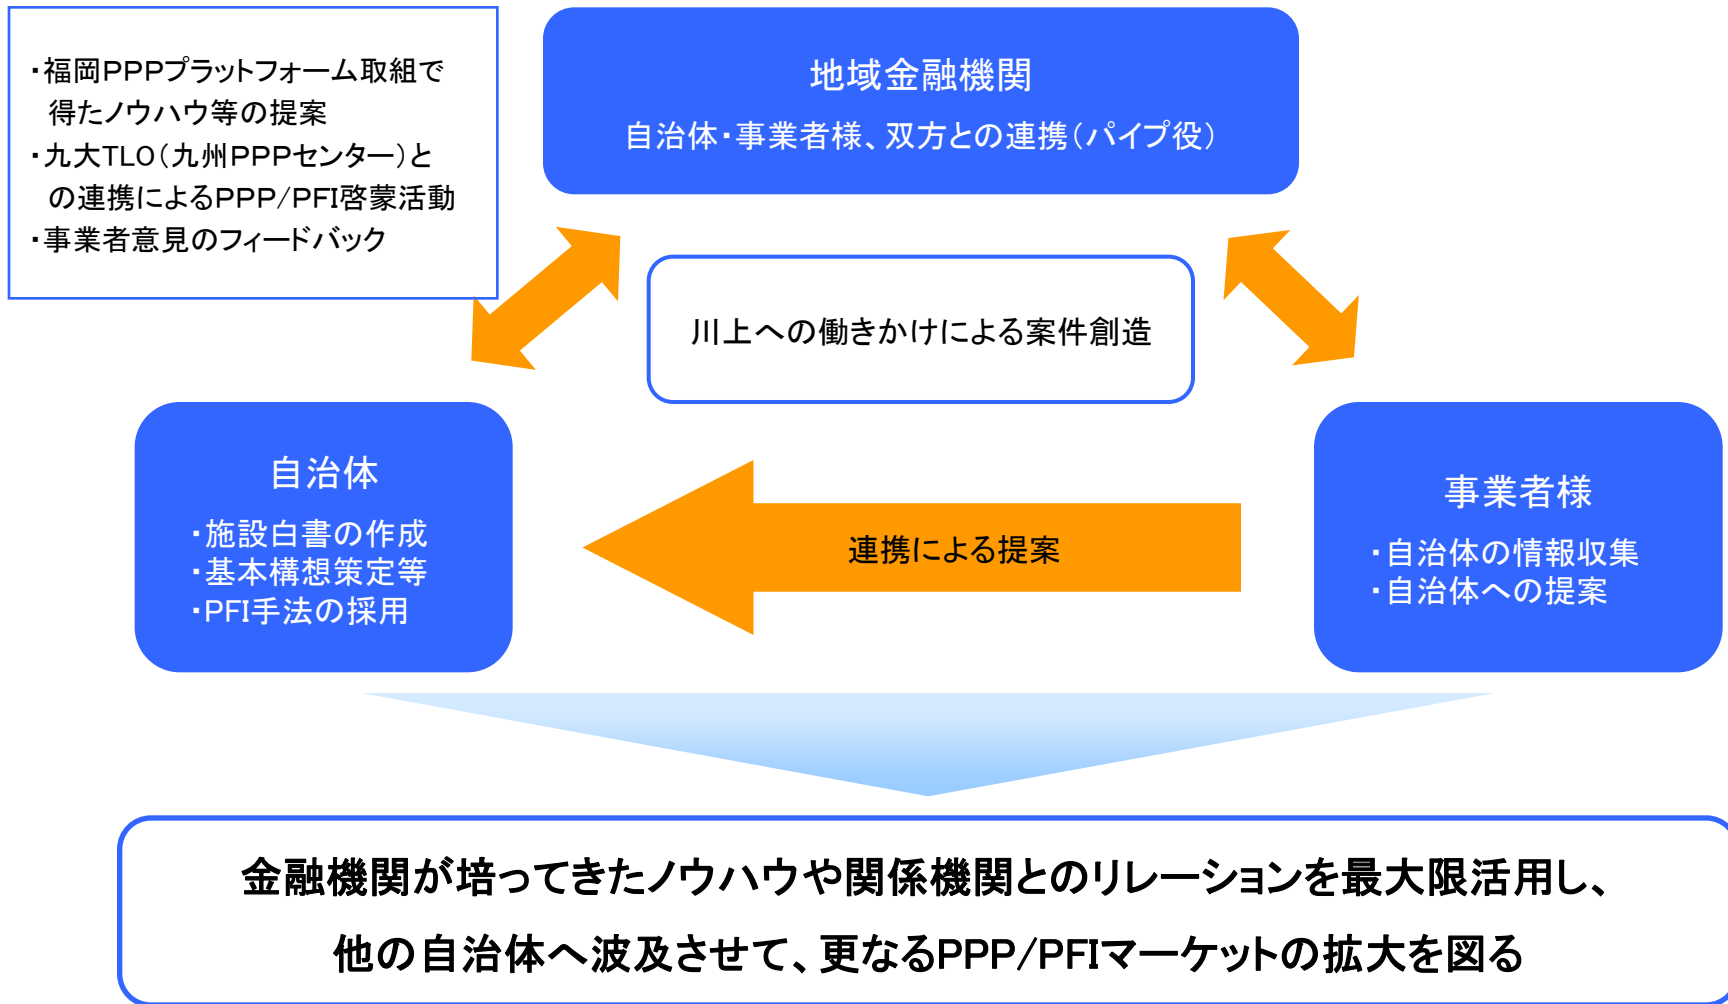 ・福岡PPPプラットフォーム取組で
得たノウハウ等の提案
・九大TLO(九州PPPセンター)と
の連携によるPPP/PFI啓蒙活動
・事業者意見のフィードバック
地域金融機関
自治体・事業者様、双方との連携(パイプ役)
川上への働きかけによる案件創造
自治体
・施設白書の作成
・基本構想策定等
・PFI手法の採用
連携による提案
事業者様
・自治体の情報収集
・自治体への提案
金融機関が培ってきたノウハウや関係機関とのリレーションを最大限活用し、
他の自治体へ波及させて、更なるPPP/PFIマーケットの拡大を図る